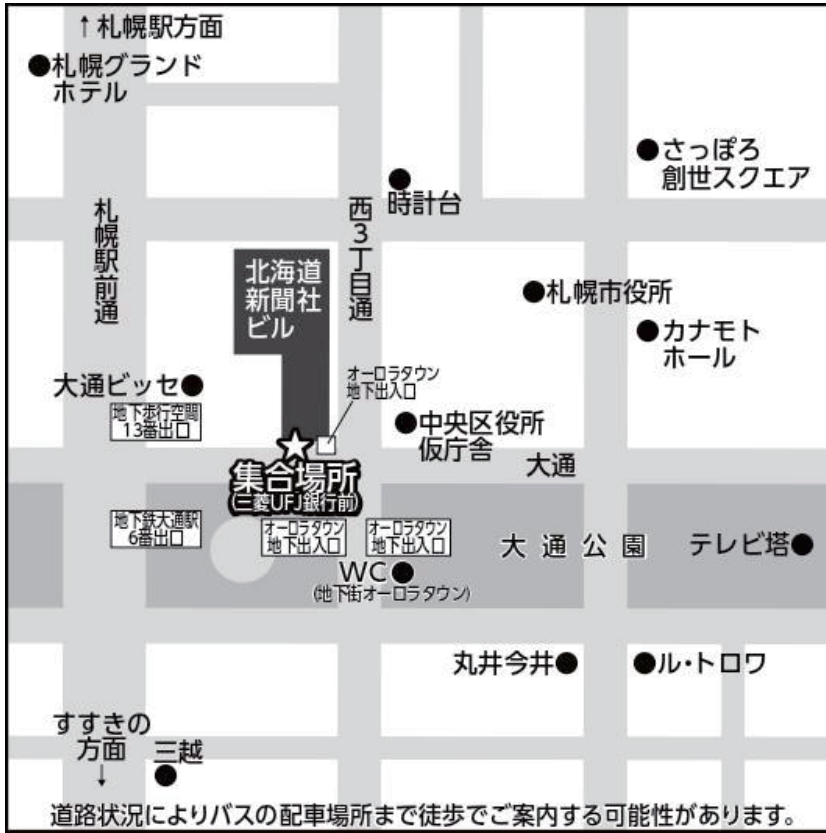 ↑札幌駅方面
●札幌グランド
ホテル
●さっぽろ
創世スクエア
●
時計台
札幌駅前通
西3丁目通
北海道
新聞社
ビル
●札幌市役所
●カナモト
ホール
オーロラタウン
地下出入口
大通ビッセ●
地下歩行空間
13番出口
●中央区役所
仮庁舎
大通
☆
集合場所
(三菱UFJ銀行前)
地下鉄大通駅
6番出口
オーロラタウン
地下出入口
オーロラタウン
地下出入口
大通公園
テレビ塔●
WC●
(地下街オーロラタウン)
丸井今井●
●ル・トロワ
すすきの
方面
↓
三越
●
道路状況によりバスの配車場所まで徒歩でご案内する可能性があります。